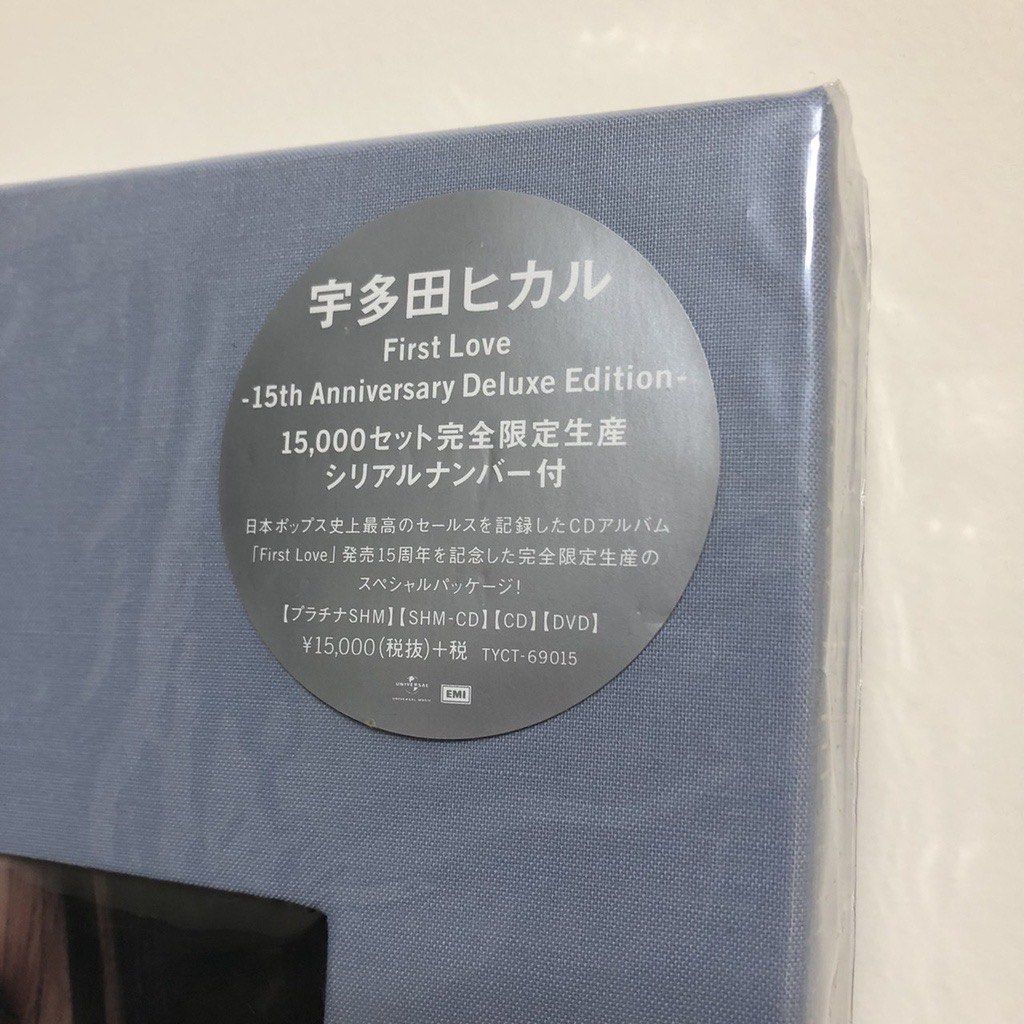 宇多田ヒカル
First Love
-15th Anniversary Deluxe Edition-
15,000セット完全限定生産
シリアルナンバー付
日本ポップス史上最高のセールスを記録したCDアルバム
「First Love」発売15周年を記念した完全限定生産の
スペシャルパッケージ!
【プラチナSHM】【SHM-CD】【CD】【DVD】
¥15,000(税抜)+税 TYCT-69015
UNIVERSAL
UNIVERSAL MUSIC
EMI